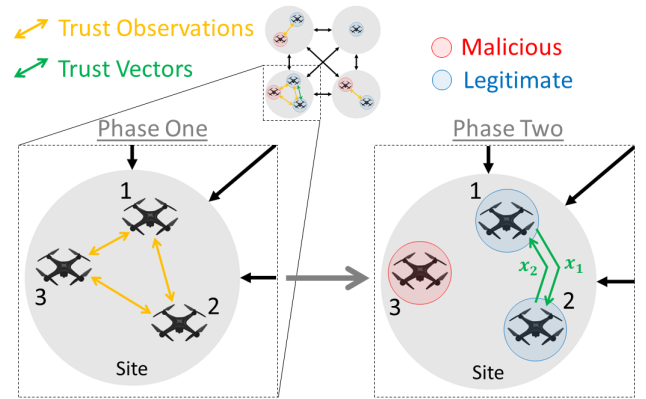 Trust Observations
Trust Vectors
Malicious
Legitimate
Phase One
1
2
3
Site
Phase Two
1
x₂
x₁
2
3
Site